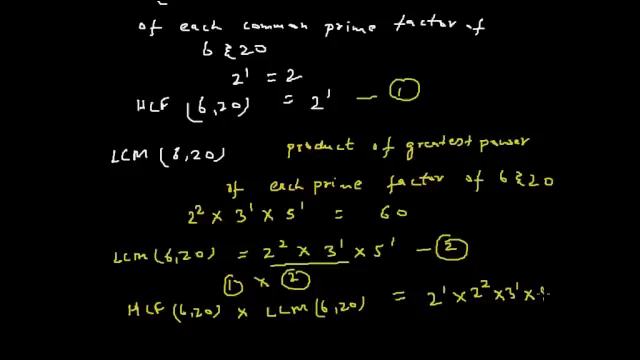 of each common prime factor of
6 & 20
2¹ = 2
HCF (6,20) = 2¹ — ①
LCM (6,20) product of greatest power
of each prime factor of 6 & 20
2² × 3¹ × 5¹ = 60
LCM (6,20) = 2² × 3¹ × 5¹ — ②
① × ②
HCF (6,20) × LCM (6,20) = 2¹ × 2² × 3¹ ×